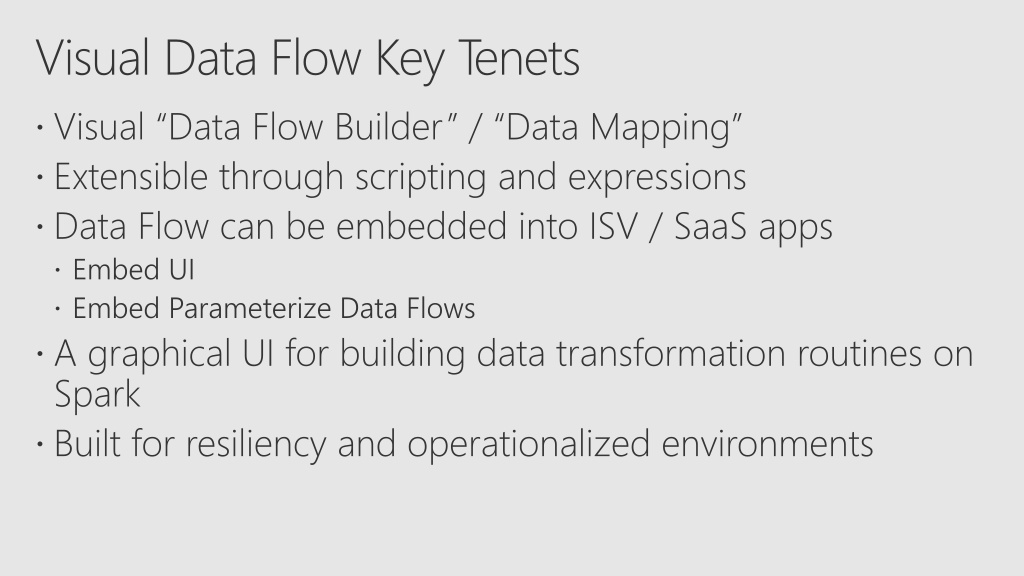 Visual Data Flow Key Tenets
• Visual “Data Flow Builder” / “Data Mapping”
• Extensible through scripting and expressions
• Data Flow can be embedded into ISV / SaaS apps
• Embed UI
• Embed Parameterize Data Flows
• A graphical UI for building data transformation routines on
Spark
• Built for resiliency and operationalized environments